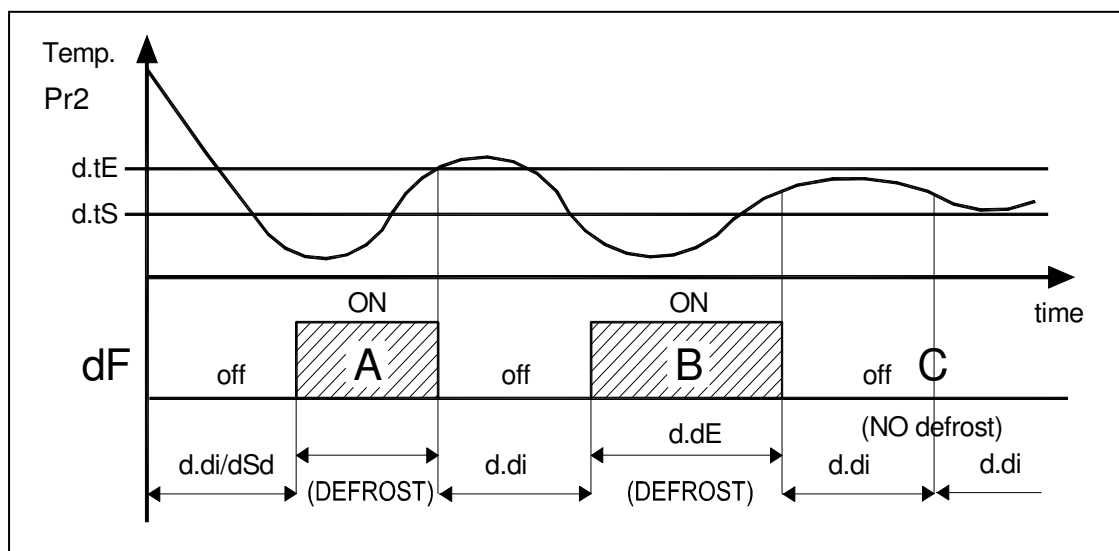 Temp.
Pr2
d.tE
d.tS
time
ON
ON
dF
off
A
off
B
off
C
(NO defrost)
d.di/dSd
(DEFROST)
d.di
d.dE
(DEFROST)
d.di
d.di